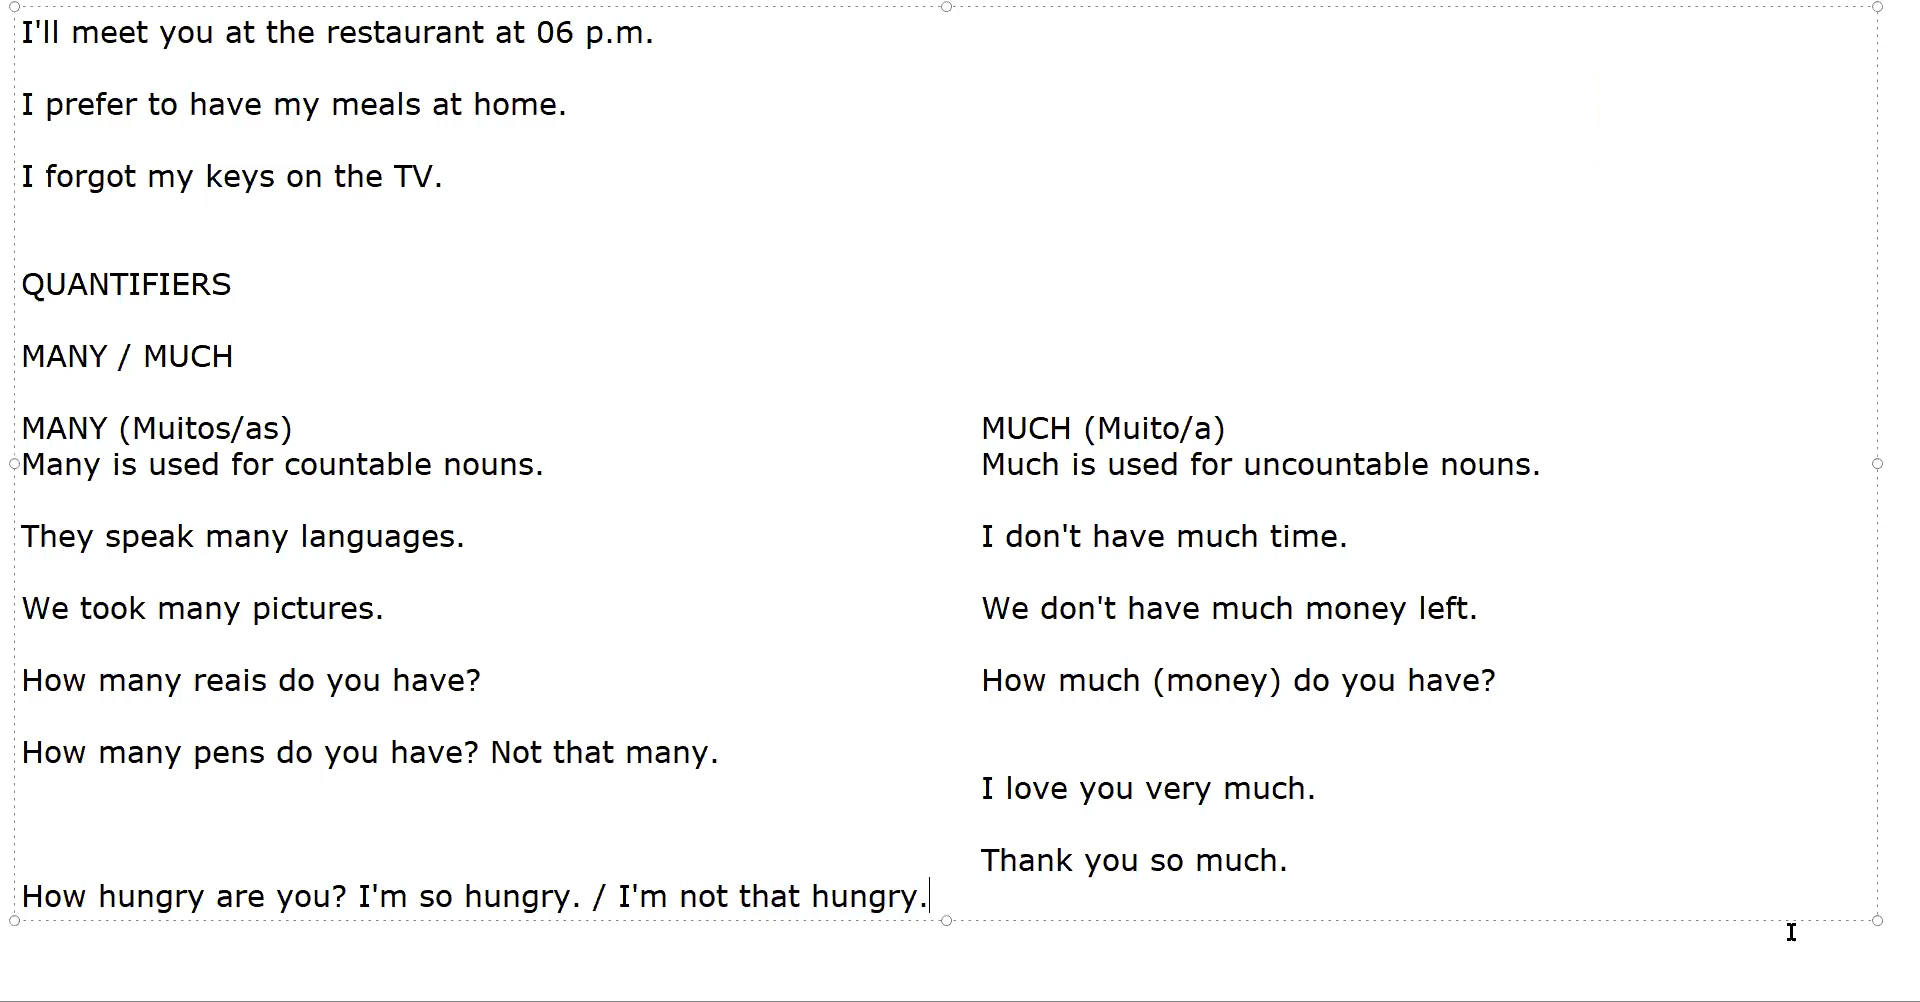 I'll meet you at the restaurant at 06 p.m.
I prefer to have my meals at home.
I forgot my keys on the TV.
QUANTIFIERS
MANY / MUCH
MANY (Muitos/as)
Many is used for countable nouns.
They speak many languages.
We took many pictures.
How many reais do you have?
How many pens do you have? Not that many.
How hungry are you? I'm so hungry. / I'm not that hungry.
MUCH (Muito/a)
Much is used for uncountable nouns.
I don't have much time.
We don't have much money left.
How much (money) do you have?
I love you very much.
Thank you so much.